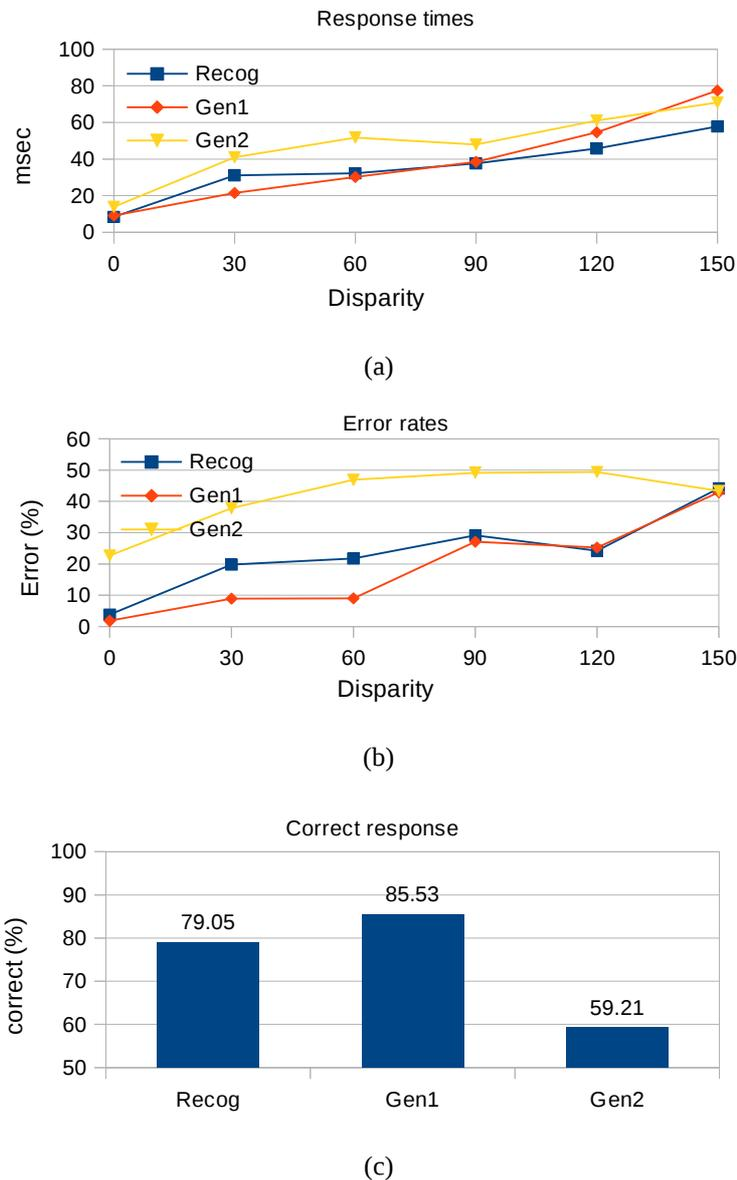 Response times
100
80
60
40
20
0
msec
Recog
Gen1
Gen2
0 30 60 90 120 150
Disparity
(a)
Error rates
60
50
40
30
20
10
0
Error (%)
Recog
Gen1
Gen2
0 30 60 90 120 150
Disparity
(b)
Correct response
100
90
80
70
60
50
correct (%)
79.05
85.53
59.21
Recog Gen1 Gen2
(c)